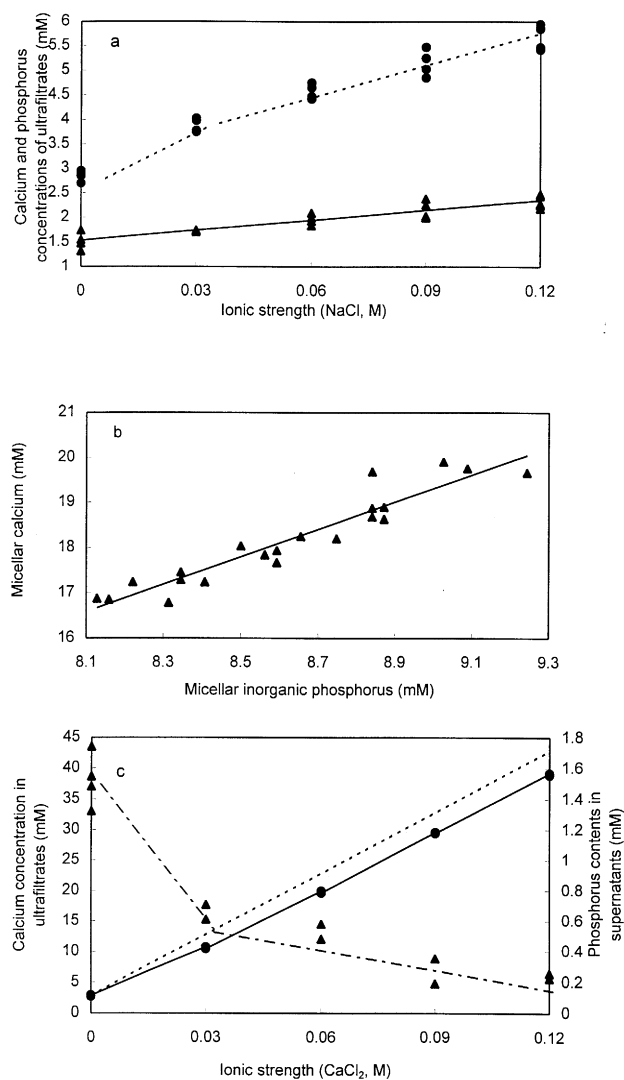 Calcium and phosphorus
concentrations of ultrafiltrates (mM)
a
6
5.5
5
4.5
4
3.5
3
2.5
2
1.5
1
0 0.03 0.06 0.09 0.12
Ionic strength (NaCl, M)
Micellar calcium (mM)
b
21
20
19
18
17
16
8.1 8.3 8.5 8.7 8.9 9.1 9.3
Micellar inorganic phosphorus (mM)
Calcium concentration in
ultrafiltrates (mM)
c
45
40
35
30
25
20
15
10
5
0
1.8
1.6
1.4
1.2
1
0.8
0.6
0.4
0.2
0
Phosphorus contents in
supernatants (mM)
0 0.03 0.06 0.09 0.12
Ionic strength (CaCl₂, M)